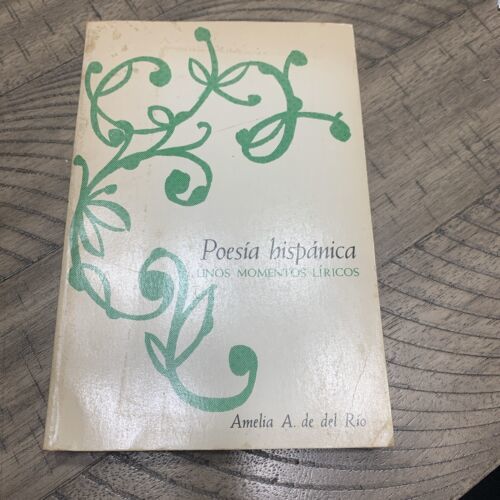 Poesía hispánica
UNOS MOMENTOS LÍRICOS
Amelia A. de del Río